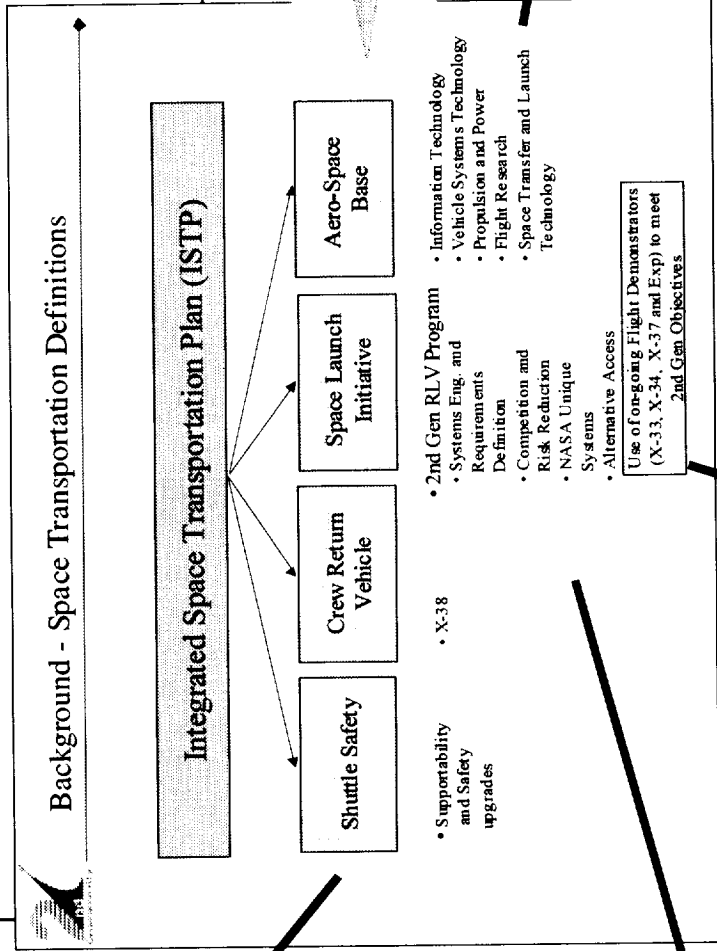 Background - Space Transportation Definitions
Integrated Space Transportation Plan (ISTP)
Shuttle Safety
• Supportability
and Safety
upgrades
Crew Return
Vehicle
• X-38
Space Launch
Initiative
• 2nd Gen RLV Program
• Systems Eng. and
Requirements
Definition
• Competition and
Risk Reduction
• NASA Unique
Systems
• Alternative Access
Use of on-going Flight Demonstrators
(X-33, X-34, X-37 and Exp) to meet
2nd Gen Objectives
Aero-Space
Base
• Information Technology
• Vehicle Systems Technology
• Propulsion and Power
• Flight Research
• Space Transfer and Launch
Technology